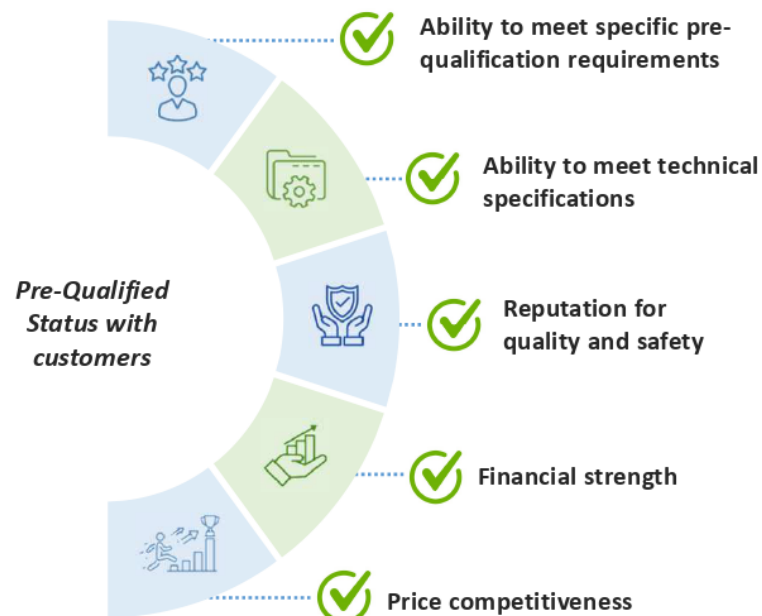 Ability to meet specific pre-
qualification requirements
Ability to meet technical
specifications
Pre-Qualified
Status with
customers
Reputation for
quality and safety
Financial strength
Price competitiveness